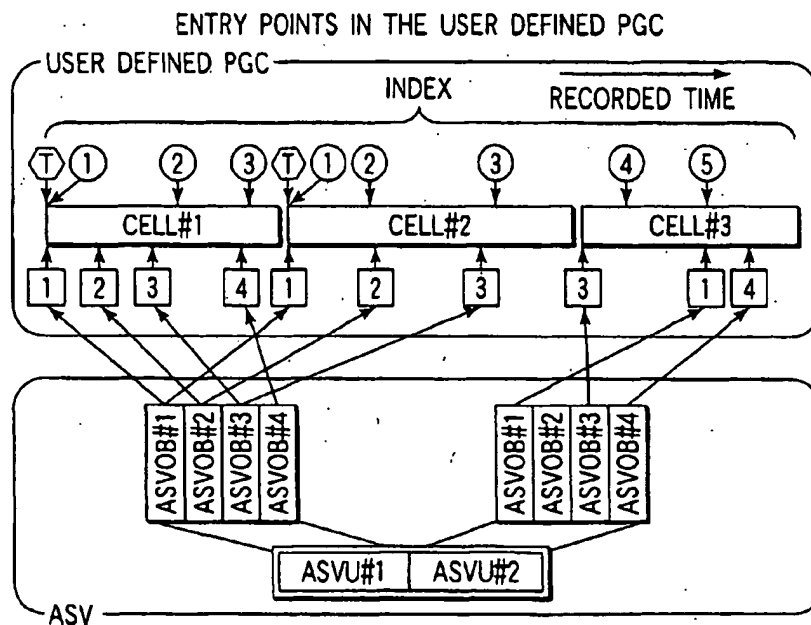 ENTRY POINTS IN THE USER DEFINED PGC
USER DEFINED PGC
INDEX
RECORDED TIME
T 1 2 3 T 1 2 3 4 5
CELL#1 CELL#2 CELL#3
1 2 3 4 1 2 3 3 1 4
ASVOB#1 ASVOB#2 ASVOB#3 ASVOB#4 ASVOB#1 ASVOB#2 ASVOB#3 ASVOB#4
ASVU#1 ASVU#2
ASV